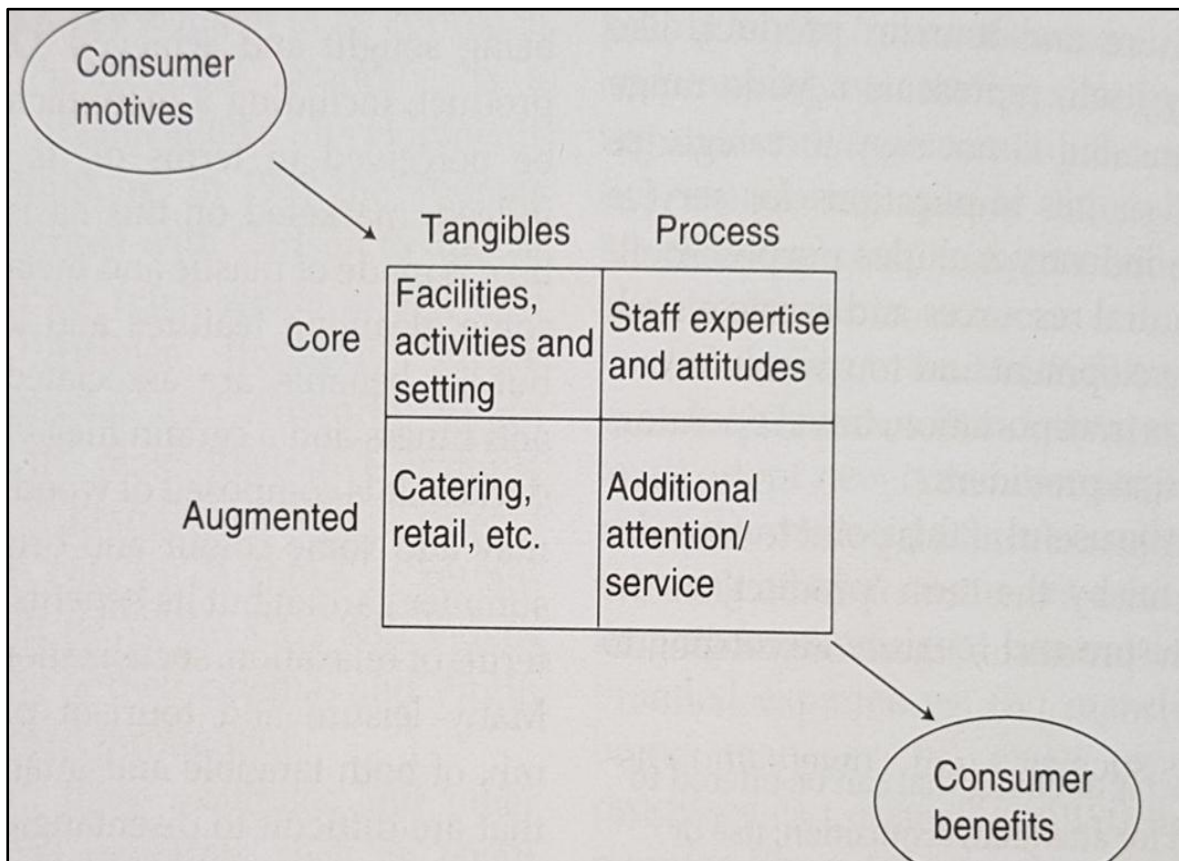 Consumer
motives
Tangibles Process
Core
Facilities,
activities and
setting
Staff expertise
and attitudes
Augmented
Catering,
retail, etc.
Additional
attention/
service
Consumer
benefits